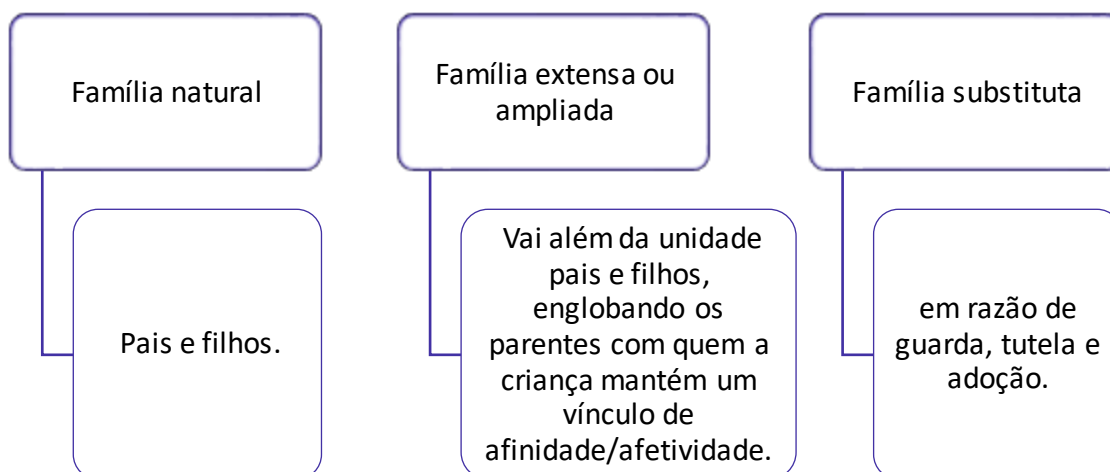 Família natural
Pais e filhos.
Família extensa ou
ampliada
Vai além da unidade
pais e filhos,
englobando os
parentes com quem a
criança mantém um
vínculo de
afinidade/afetividade.
Família substituta
em razão de
guarda, tutela e
adoção.